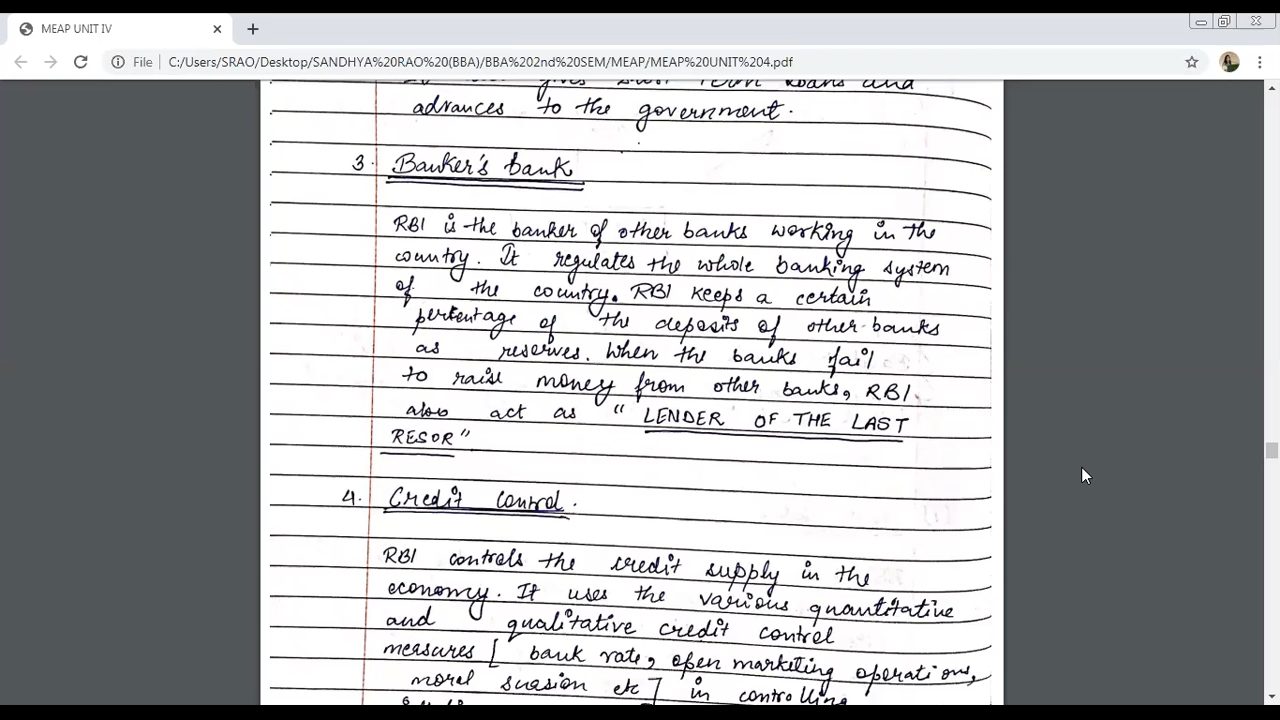 MEAP UNIT IV
File
C:/Users/SRAO/Desktop/SANDHYA%20RAO%20(BBA)/BBA%202nd%20SEM/MEAP/MEAP%20UNIT%204.pdf
gives short term loans and
advances to the government.
3. Banker's bank
RBI is the banker of other banks working in the
country. It regulates the whole banking system
of the country. RBI keeps a certain
percentage of the deposits of other banks
as reserves. When the banks fail
to raise money from other banks, RBI
also act as "LENDER OF THE LAST
RESOR"
4. Credit control.
RBI controls the credit supply in the
economy. It uses the various quantitative
and qualitative credit control
measures [ bank rate, open marketing operations,
moral suasion etc ] in controlling